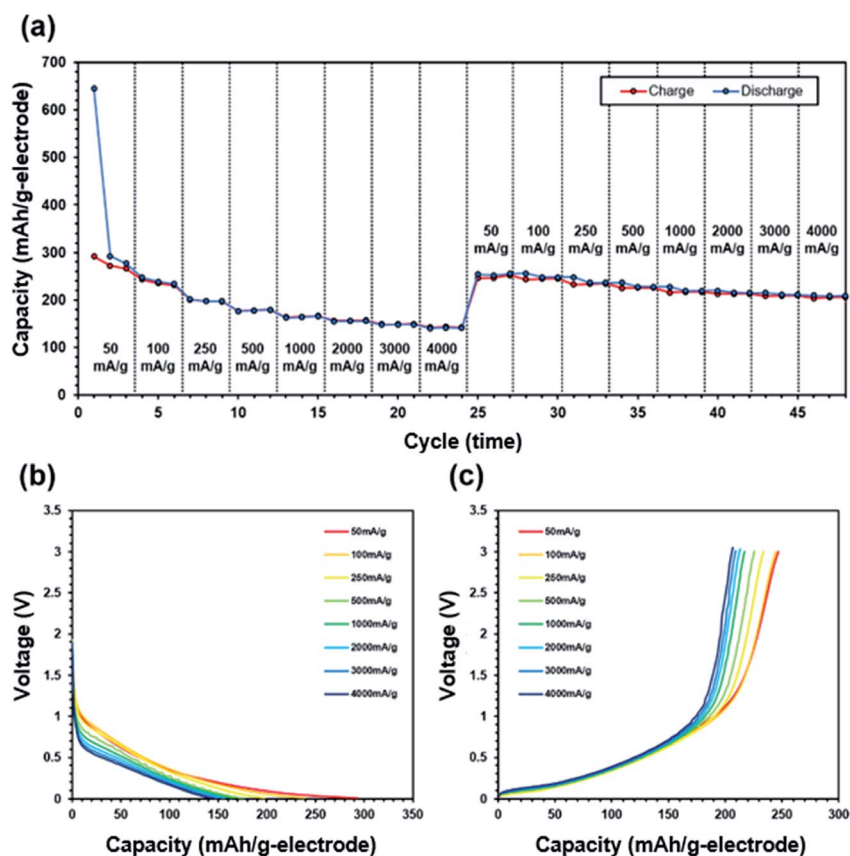 (a)
700
600
500
400
300
200
100
0
Capacity (mAh/g-electrode)
Charge Discharge
50 mA/g
100 mA/g
250 mA/g
500 mA/g
1000 mA/g
2000 mA/g
3000 mA/g
4000 mA/g
50 mA/g
100 mA/g
250 mA/g
500 mA/g
1000 mA/g
2000 mA/g
3000 mA/g
4000 mA/g
0 5 10 15 20 25 30 35 40 45
Cycle (time)
(b)
3.5
3
2.5
2
1.5
1
0.5
0
Voltage (V)
50mA/g
100mA/g
250mA/g
500mA/g
1000mA/g
2000mA/g
3000mA/g
4000mA/g
0 50 100 150 200 250 300 350
Capacity (mAh/g-electrode)
(c)
3.5
3
2.5
2
1.5
1
0.5
0
Voltage (V)
50mA/g
100mA/g
250mA/g
500mA/g
1000mA/g
2000mA/g
3000mA/g
4000mA/g
0 50 100 150 200 250 300
Capacity (mAh/g-electrode)